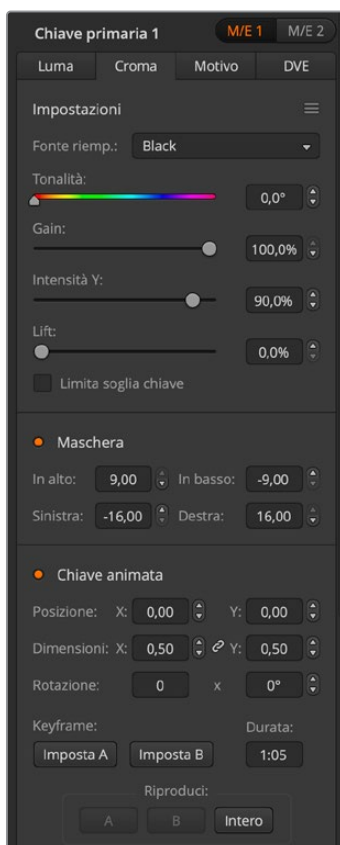 Chiave primaria 1 M/E 1 M/E 2
Luma Croma Motivo DVE
Impostazioni
Fonte riemp.: Black
Tonalità:
0,0°
Gain:
100,0%
Intensità Y:
90,0%
Lift:
0,0%
Limita soglia chiave
Maschera
In alto: 9,00 In basso: -9,00
Sinistra: -16,00 Destra: 16,00
Chiave animata
Posizione: X: 0,00 Y: 0,00
Dimensioni: X: 0,50 Y: 0,50
Rotazione: 0 x 0°
Keyframe: Durata:
Imposta A Imposta B 1:05
Riproduci:
A B Intero